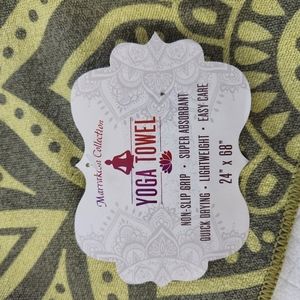 Marrakesh Collection
YOGA TOWEL
NON-SLIP GRIP • SUPER ABSORBANT
QUICK DRYING • LIGHTWEIGHT • EASY CARE
24" x 68"